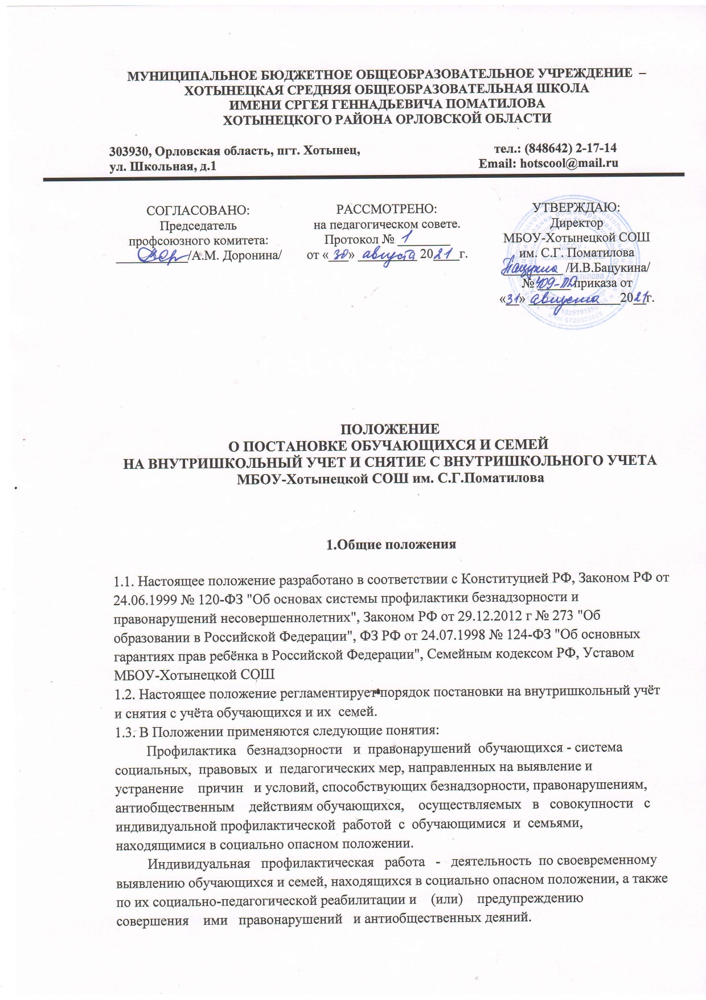 МУНИЦИПАЛЬНОЕ БЮДЖЕТНОЕ ОБЩЕОБРАЗОВАТЕЛЬНОЕ УЧРЕЖДЕНИЕ –
ХОТЫНЕЦКАЯ СРЕДНЯЯ ОБЩЕОБРАЗОВАТЕЛЬНАЯ ШКОЛА
ИМЕНИ СРГЕЯ ГЕННАДЬЕВИЧА ПОМАТИЛОВА
ХОТЫНЕЦКОГО РАЙОНА ОРЛОВСКОЙ ОБЛАСТИ
303930, Орловская область, пгт. Хотынец,
ул. Школьная, д.1
тел.: (848642) 2-17-14
Email: hotscool@mail.ru
СОГЛАСОВАНО:
Председатель
профсоюзного комитета:
/А.М. Доронина/
РАССМОТРЕНО:
на педагогическом совете.
Протокол № 1
от «30» августа 2021г.
УТВЕРЖДАЮ:
Директор
МБОУ-Хотынецкой СОШ
им. С.Г. Поматилова
/И.В.Бацукина/
№ 409-ПД приказа от
«31» августа 2021г.
ПОЛОЖЕНИЕ
О ПОСТАНОВКЕ ОБУЧАЮЩИХСЯ И СЕМЕЙ
НА ВНУТРИШКОЛЬНЫЙ УЧЕТ И СНЯТИЕ С ВНУТРИШКОЛЬНОГО УЧЕТА
МБОУ-Хотынецкой СОШ им. С.Г.Поматилова
1.Общие положения
1.1. Настоящее положение разработано в соответствии с Конституцией РФ, Законом РФ от
24.06.1999 № 120-ФЗ "Об основах системы профилактики безнадзорности и
правонарушений несовершеннолетних", Законом РФ от 29.12.2012 г № 273 "Об
образовании в Российской Федерации", ФЗ РФ от 24.07.1998 № 124-ФЗ "Об основных
гарантиях прав ребёнка в Российской Федерации", Семейным кодексом РФ, Уставом
МБОУ-Хотынецкой СОШ
1.2. Настоящее положение регламентирует порядок постановки на внутришкольный учёт
и снятия с учёта обучающихся и их семей.
1.3. В Положении применяются следующие понятия:
Профилактика безнадзорности и правонарушений обучающихся - система
социальных, правовых и педагогических мер, направленных на выявление и
устранение причин и условий, способствующих безнадзорности, правонарушениям,
антиобщественным действиям обучающихся, осуществляемых в совокупности с
индивидуальной профилактической работой с обучающимися и семьями,
находящимися в социально опасном положении.
Индивидуальная профилактическая работа - деятельность по своевременному
выявлению обучающихся и семей, находящихся в социально опасном положении, а также
по их социально-педагогической реабилитации и (или) предупреждению
совершения ими правонарушений и антиобщественных деяний.